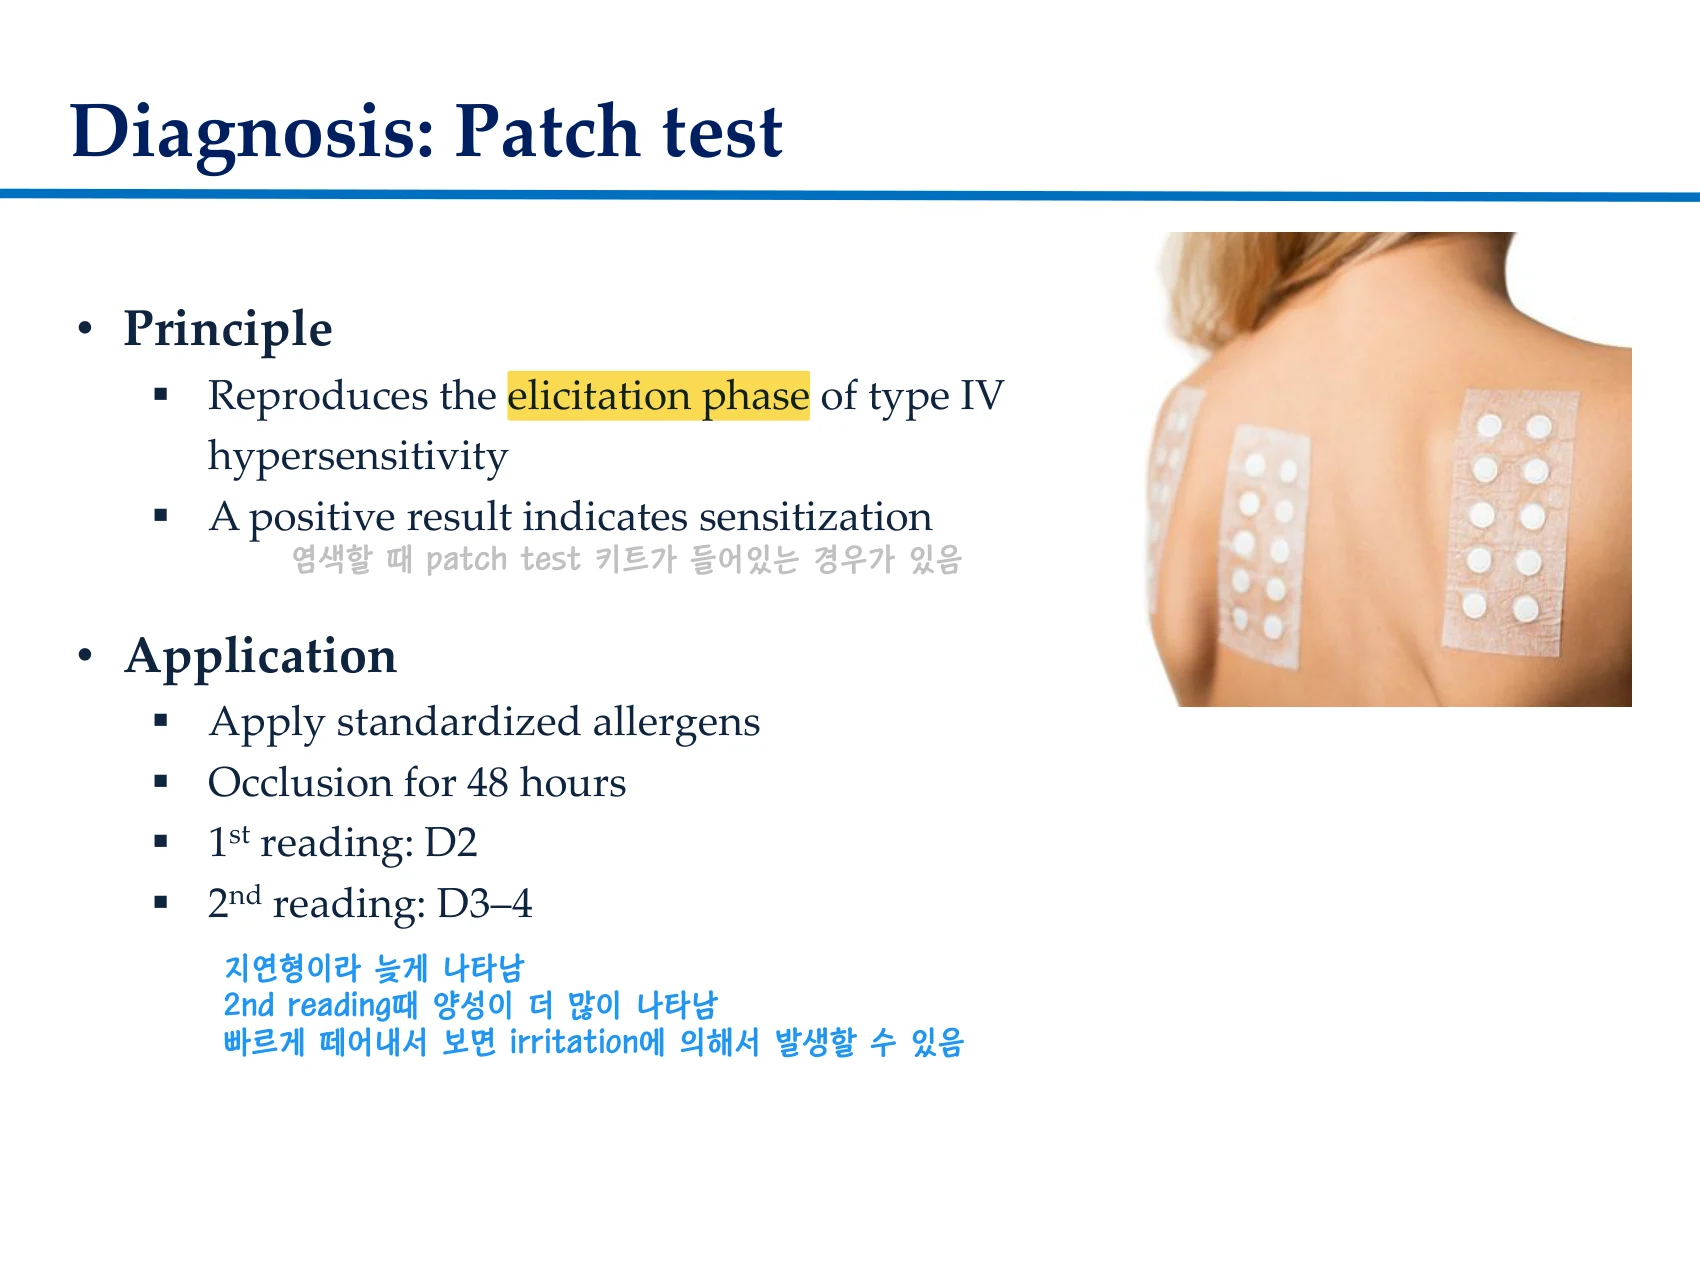 Diagnosis: Patch test
• Principle
▪ Reproduces the elicitation phase of type IV
hypersensitivity
▪ A positive result indicates sensitization
염색할 때 patch test 키트가 들어있는 경우가 있음
• Application
▪ Apply standardized allergens
▪ Occlusion for 48 hours
▪ 1st reading: D2
▪ 2nd reading: D3–4
지연형이라 늦게 나타남
2nd reading때 양성이 더 많이 나타남
빠르게 떼어내서 보면 irritation에 의해서 발생할 수 있음